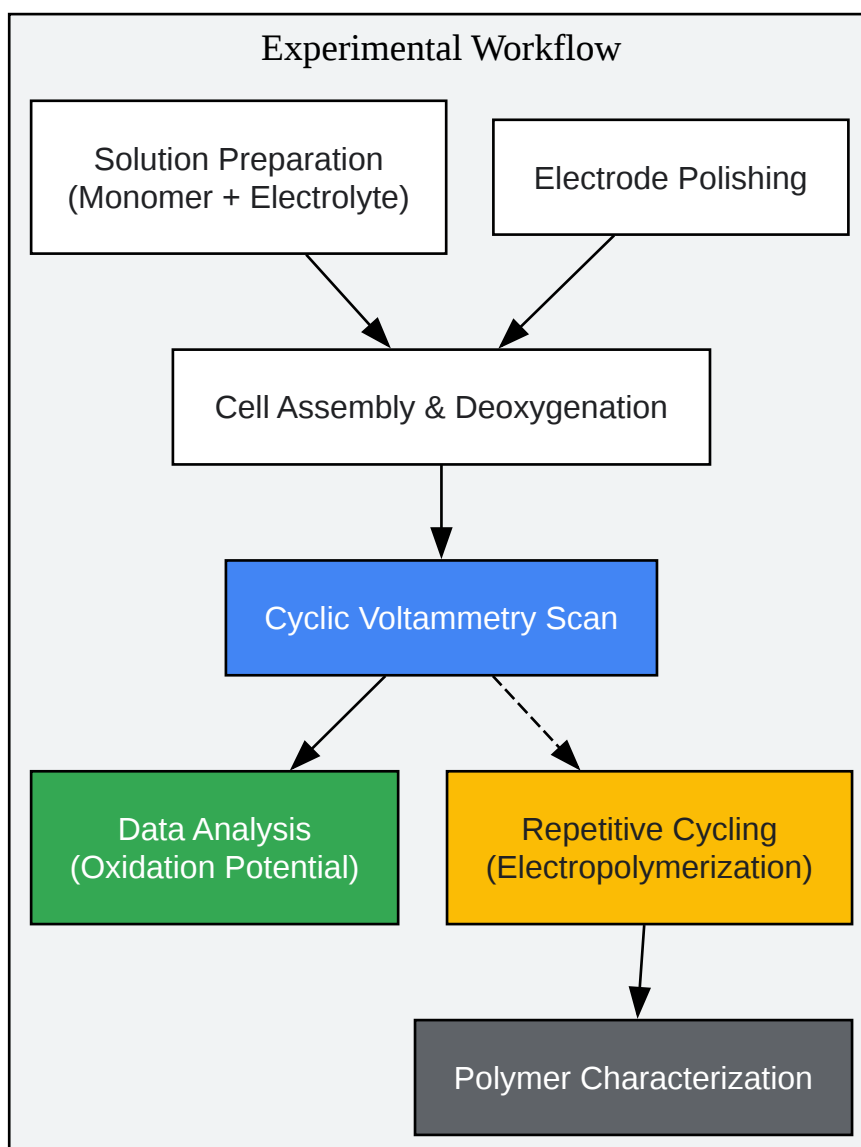 Experimental Workflow
Solution Preparation
(Monomer + Electrolyte)
Electrode Polishing
Cell Assembly & Deoxygenation
Cyclic Voltammetry Scan
Data Analysis
(Oxidation Potential)
Repetitive Cycling
(Electropolymerization)
Polymer Characterization